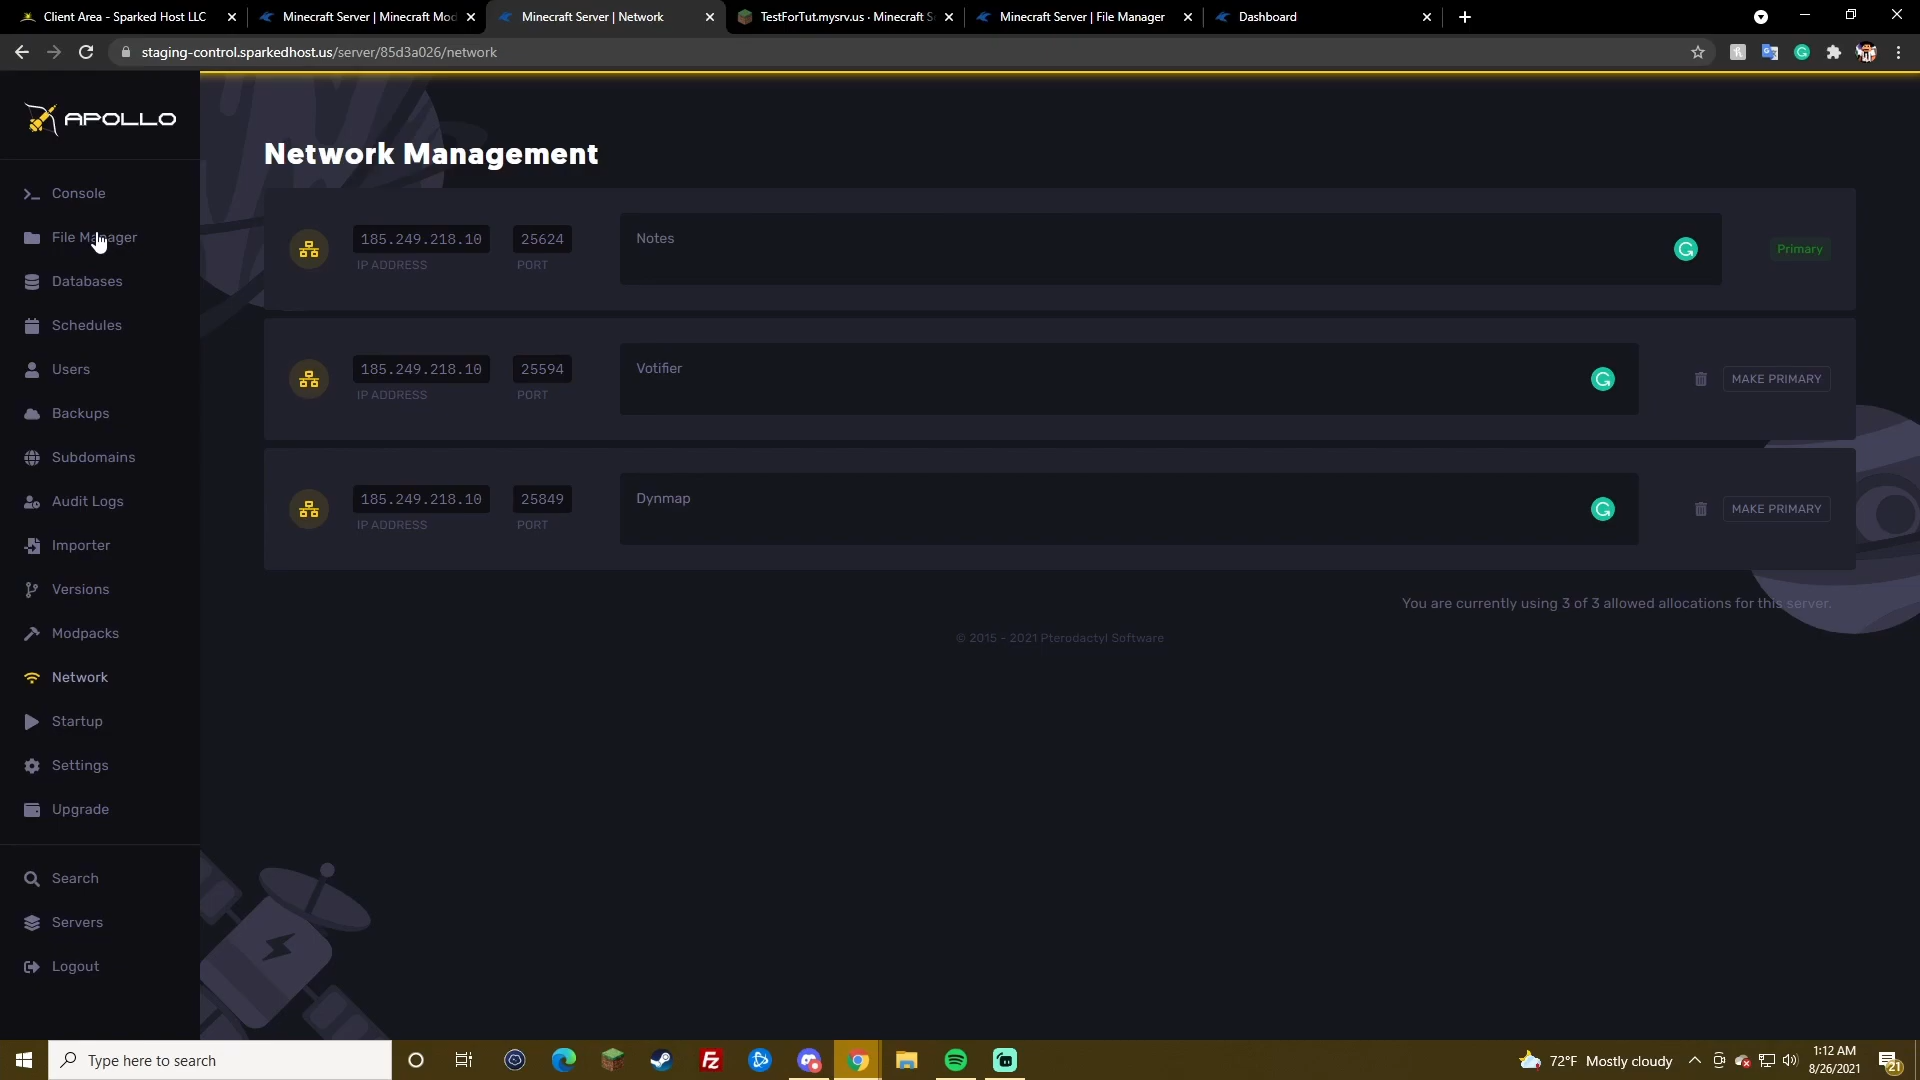 Client Area - Sparked Host LLC
Minecraft Server | Minecraft Mod
Minecraft Server | Network
TestForTut.mysrv.us · Minecraft S
Minecraft Server | File Manager
Dashboard
staging-control.sparkedhost.us/server/85d3a026/network
APOLLO
Console
File Manager
Databases
Schedules
Users
Backups
Subdomains
Audit Logs
Importer
Versions
Modpacks
Network
Startup
Settings
Upgrade
Search
Servers
Logout
Network Management
185.249.218.10 25624 Notes Primary
IP ADDRESS PORT
185.249.218.10 25594 Votifier MAKE PRIMARY
IP ADDRESS PORT
185.249.218.10 25849 Dynmap MAKE PRIMARY
IP ADDRESS PORT
You are currently using 3 of 3 allowed allocations for this server.
© 2015 - 2021 Pterodactyl Software
Type here to search
72°F Mostly cloudy
1:12 AM
8/26/2021
21